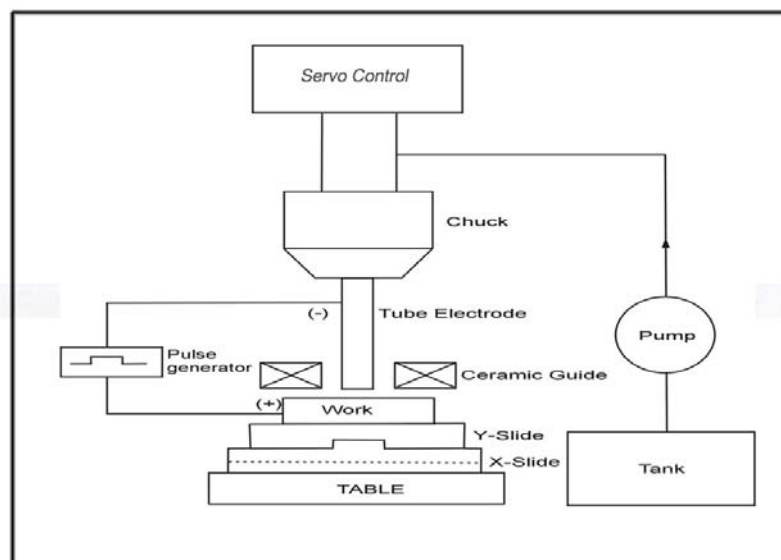 Servo Control
Chuck
(-)
Tube Electrode
Pulse
generator
Pump
Ceramic Guide
(+)
Work
Y-Slide
X-Slide
Tank
TABLE